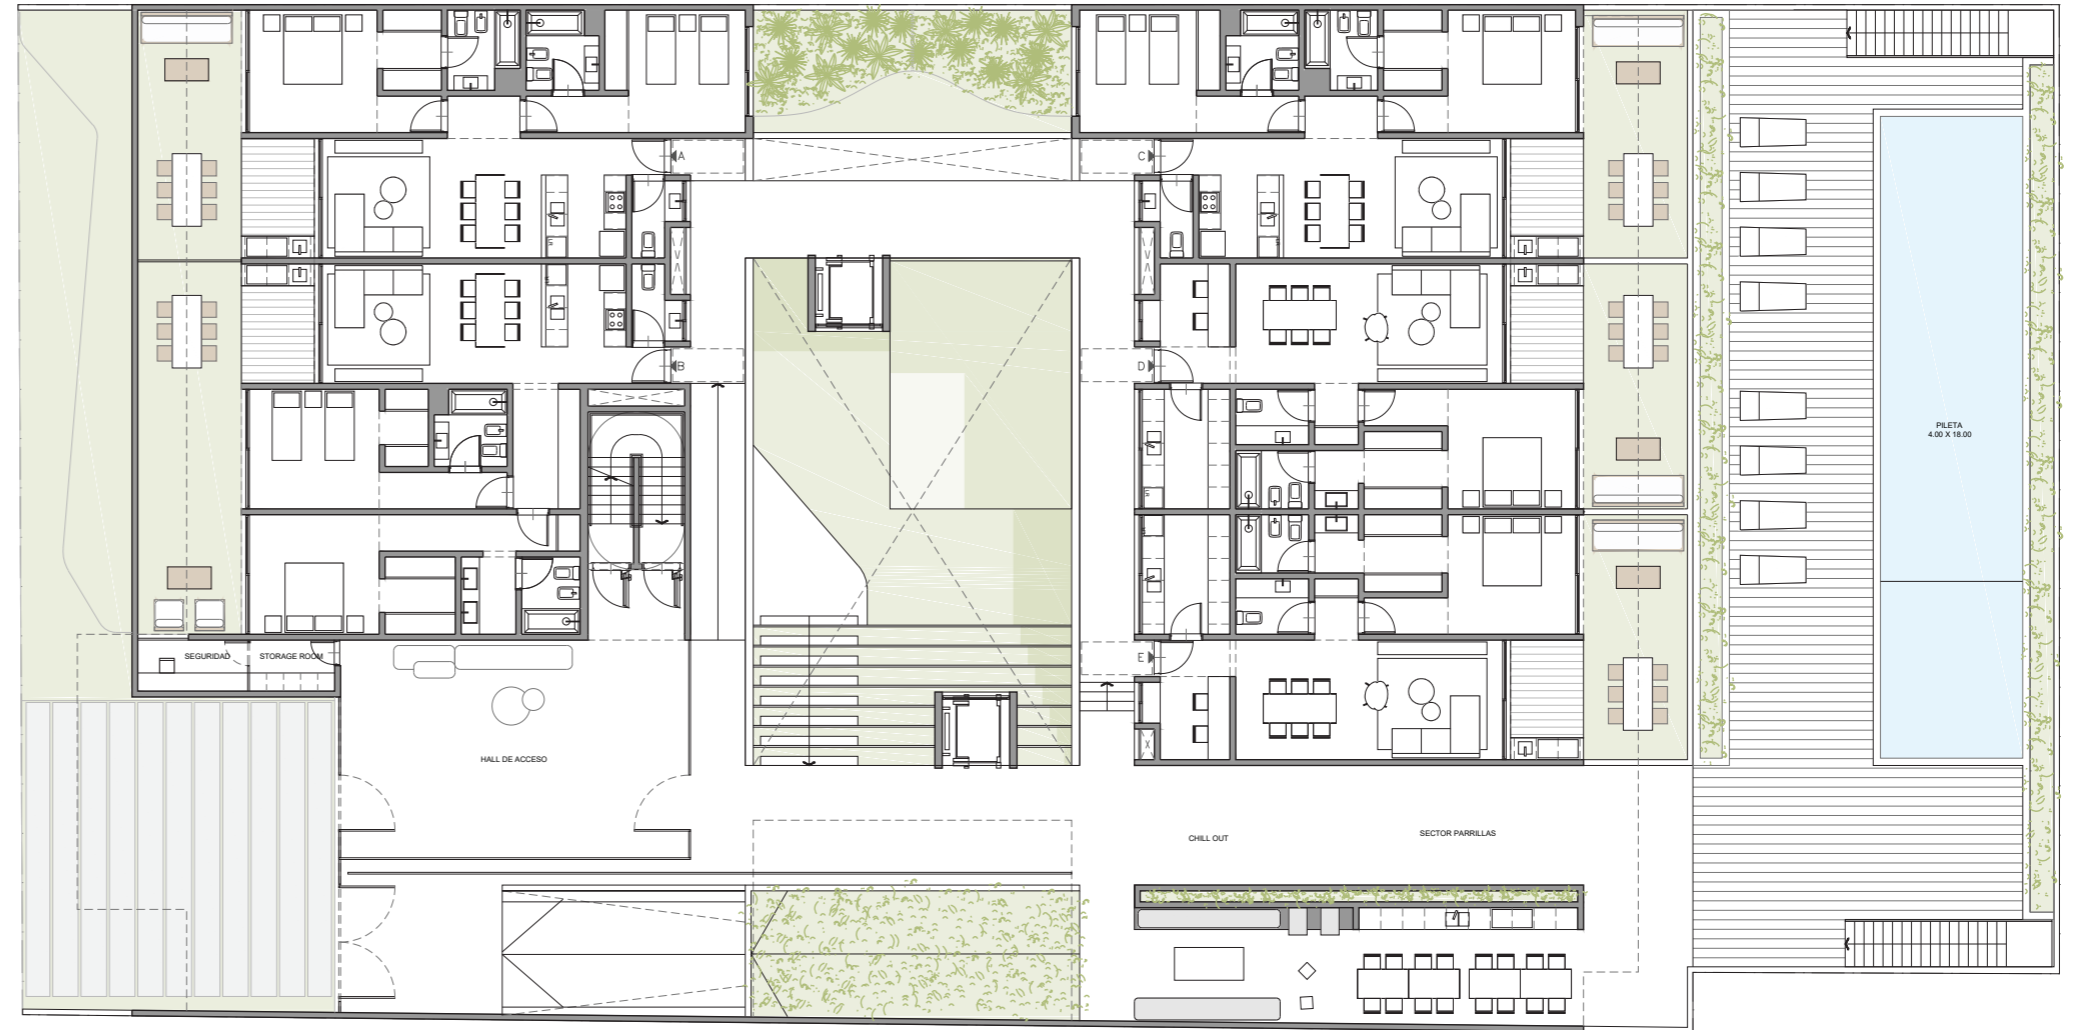 A
C
B
D
PILETA
4.00 X 18.00
SEGURIDAD
STORAGE ROOM
E
HALL DE ACCESO
CHILL OUT
SECTOR PARRILLAS